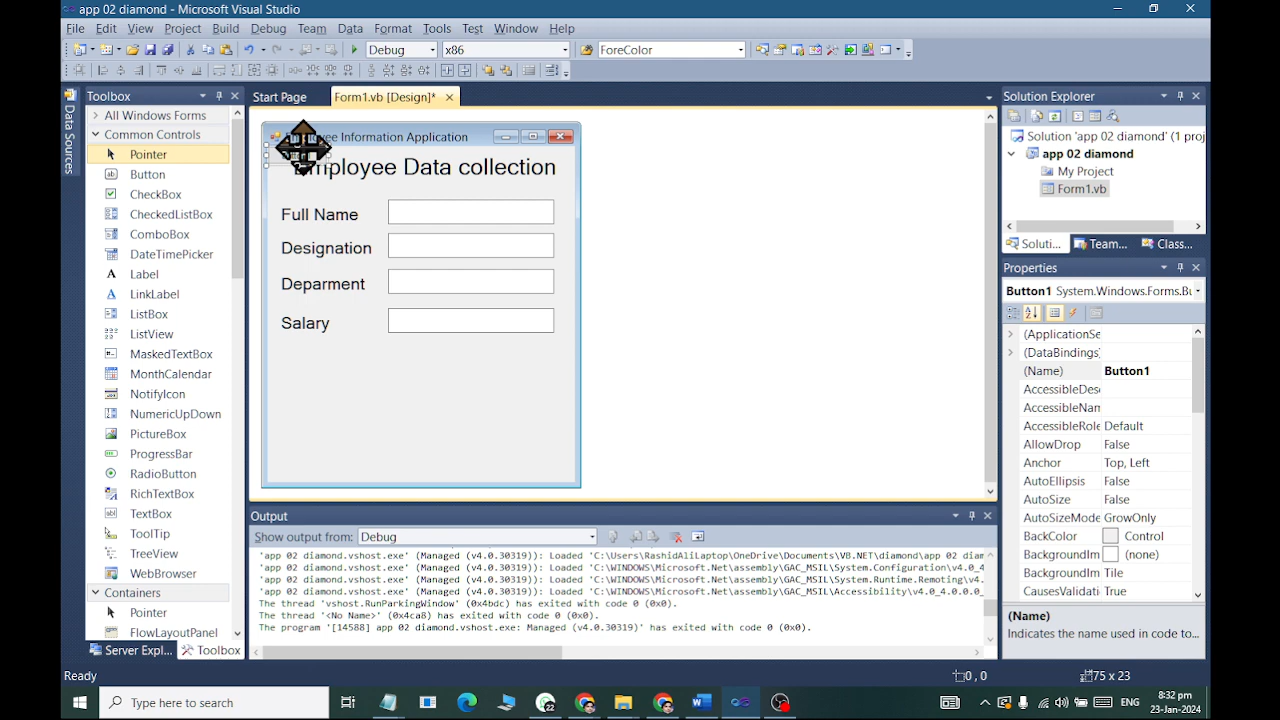 app 02 diamond - Microsoft Visual Studio
File Edit View Project Build Debug Team Data Format Tools Test Window Help
Debug x86 ForeColor
Data Sources
Toolbox
All Windows Forms
Common Controls
Pointer
Button
CheckBox
CheckedListBox
ComboBox
DateTimePicker
Label
LinkLabel
ListBox
ListView
MaskedTextBox
MonthCalendar
NotifyIcon
NumericUpDown
PictureBox
ProgressBar
RadioButton
RichTextBox
TextBox
ToolTip
TreeView
WebBrowser
Containers
Pointer
FlowLayoutPanel
Server Expl... Toolbox
Start Page Form1.vb [Design]*
Information Application
Data collection
Full Name
Designation
Deparment
Salary
Output
Show output from: Debug
'app 02 diamond.vshost.exe' (Managed (v4.0.30319)): Loaded 'C:\Users\RashidAliLaptop\OneDrive\Documents\VB.NET\diamond\app 02 diam
'app 02 diamond.vshost.exe' (Managed (v4.0.30319)): Loaded 'C:\WINDOWS\Microsoft.Net\assembly\GAC_MSIL\System.Configuration\v4.0_4
'app 02 diamond.vshost.exe' (Managed (v4.0.30319)): Loaded 'C:\WINDOWS\Microsoft.Net\assembly\GAC_MSIL\System.Runtime.Remoting\v4.
'app 02 diamond.vshost.exe' (Managed (v4.0.30319)): Loaded 'C:\WINDOWS\Microsoft.Net\assembly\GAC_MSIL\Accessibility\v4.0_4.0.0.0_
The thread 'vshost.RunParkingWindow' (0x4bdc) has exited with code 0 (0x0).
The thread '<No Name>' (0x4ca8) has exited with code 0 (0x0).
The program '[14588] app 02 diamond.vshost.exe: Managed (v4.0.30319)' has exited with code 0 (0x0).
Solution Explorer
Solution 'app 02 diamond' (1 proj
app 02 diamond
My Project
Form1.vb
Soluti... Team... Class...
Properties
Button1 System.Windows.Forms.Bu
(ApplicationSe
(DataBindings)
(Name) Button1
AccessibleDes
AccessibleNam
AccessibleRole Default
AllowDrop False
Anchor Top, Left
AutoEllipsis False
AutoSize False
AutoSizeMode GrowOnly
BackColor Control
BackgroundIm (none)
BackgroundIm Tile
CausesValidati True
(Name)
Indicates the name used in code to...
Ready 0 , 0 75 x 23
Type here to search
8:32 pm
23-Jan-2024